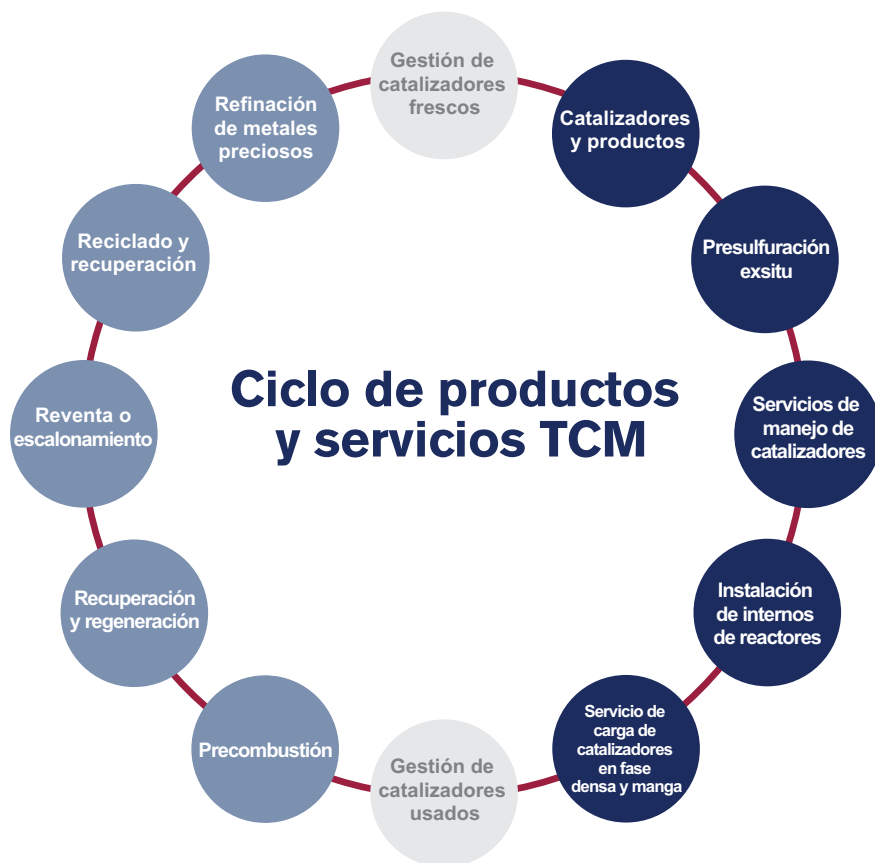 Gestión de
catalizadores
frescos
Catalizadores
y productos
Presulfuración
exsitu
Servicios de
manejo de
catalizadores
Instalación
de internos
de reactores
Servicio de
carga de
catalizadores
en fase
densa y manga
Gestión de
catalizadores
usados
Precombustión
Recuperación
y regeneración
Reventa o
escalonamiento
Reciclado y
recuperación
Refinación
de metales
preciosos
Ciclo de productos
y servicios TCM